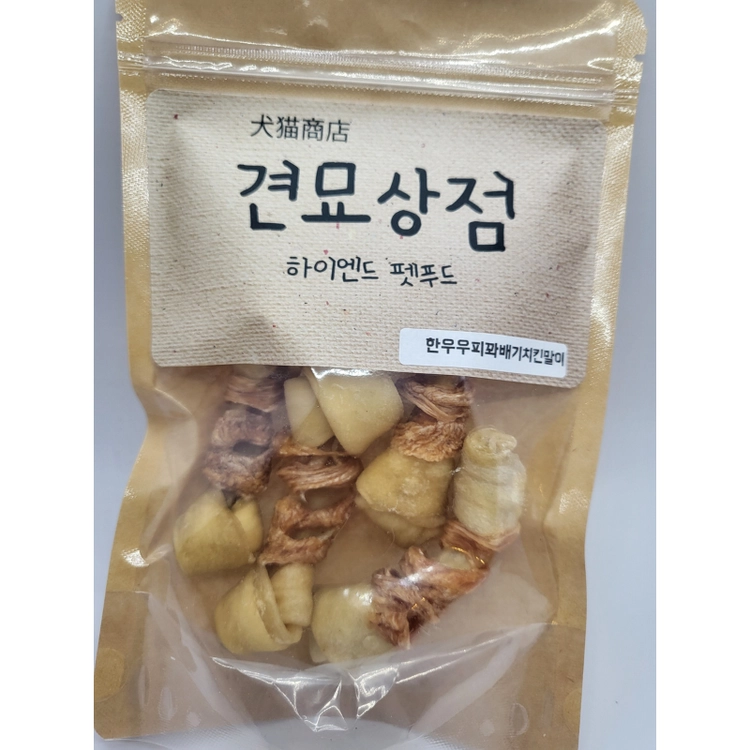 犬猫商店
견묘상점
하이엔드 펫푸드
한우우피꽈배기치킨말이